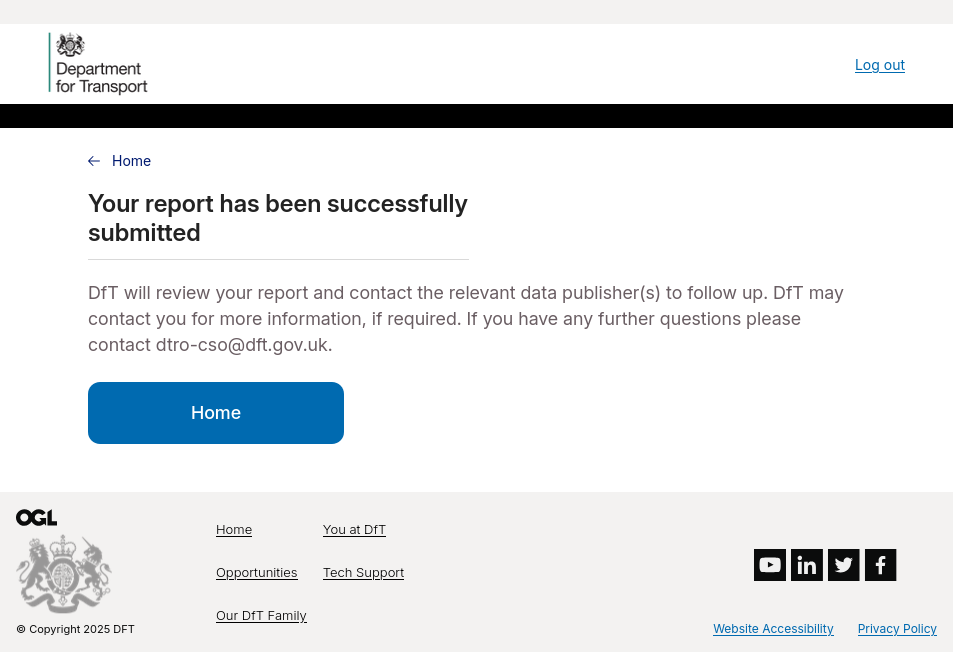 Department
for Transport
Log out
Home
Your report has been successfully
submitted
DfT will review your report and contact the relevant data publisher(s) to follow up. DfT may
contact you for more information, if required. If you have any further questions please
contact dtro-cso@dft.gov.uk.
Home
OGL
Home
You at DfT
Opportunities
Tech Support
Our DfT Family
© Copyright 2025 DFT
Website Accessibility
Privacy Policy